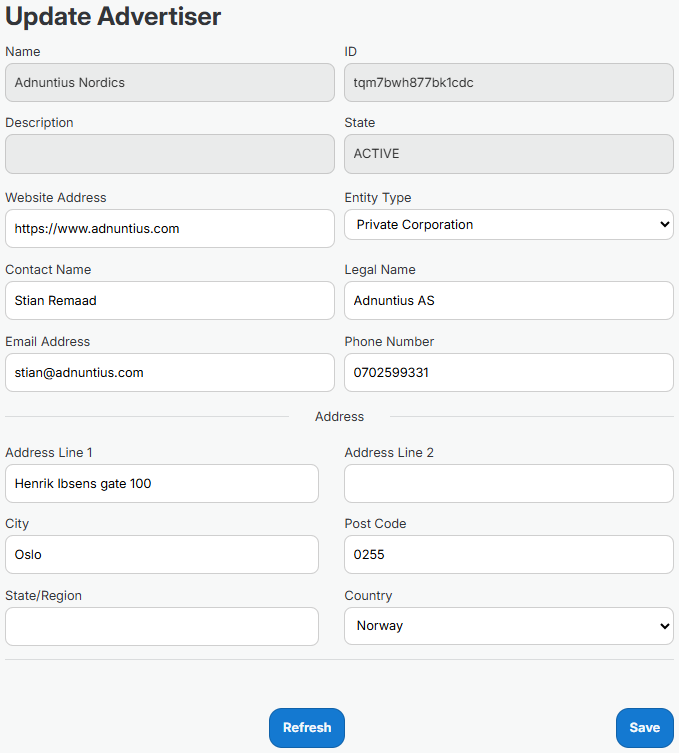 Update Advertiser
Name
ID
Adnuntius Nordics
tqm7bwh877bk1cdc
Description
State
ACTIVE
Website Address
Entity Type
https://www.adnuntius.com
Private Corporation
Contact Name
Legal Name
Stian Remaad
Adnuntius AS
Email Address
Phone Number
stian@adnuntius.com
0702599331
Address
Address Line 1
Address Line 2
Henrik Ibsens gate 100
City
Post Code
Oslo
0255
State/Region
Country
Norway
Refresh
Save